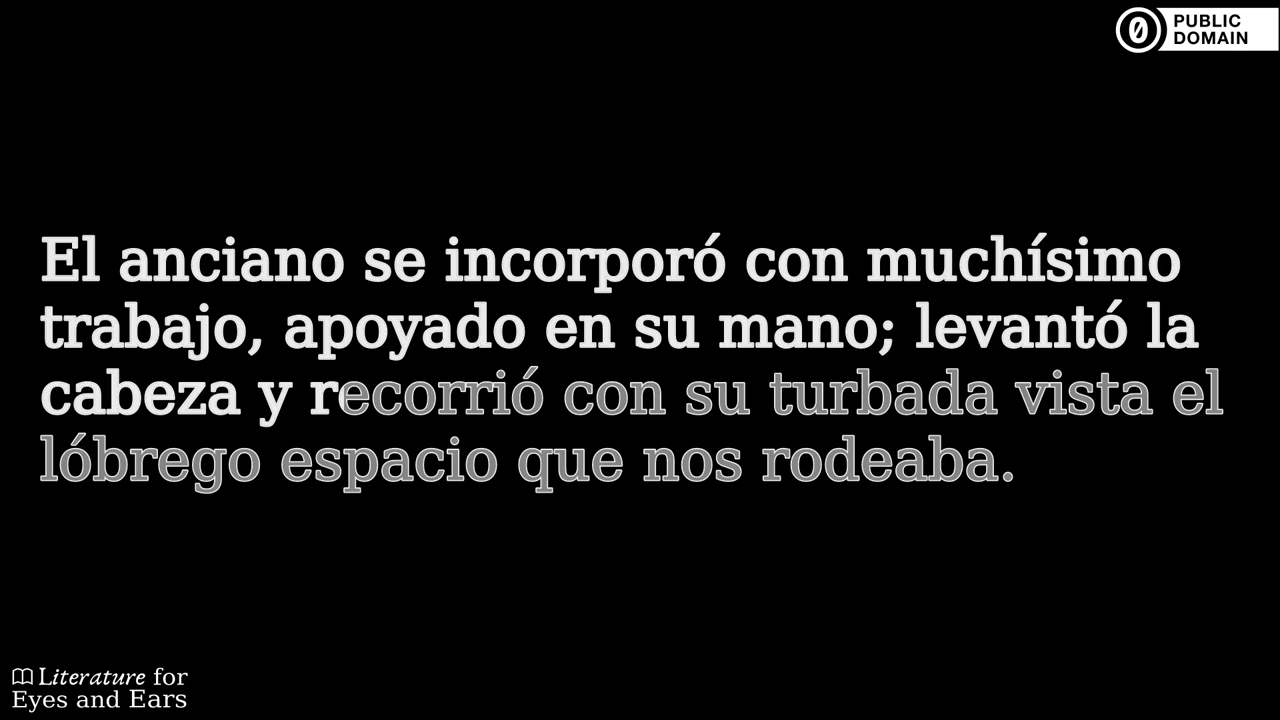 PUBLIC
DOMAIN
El anciano se incorporó con muchísimo
trabajo, apoyado en su mano; levantó la
cabeza y recorrió con su turbada vista el
lóbrego espacio que nos rodeaba.
Literature for
Eyes and Ears